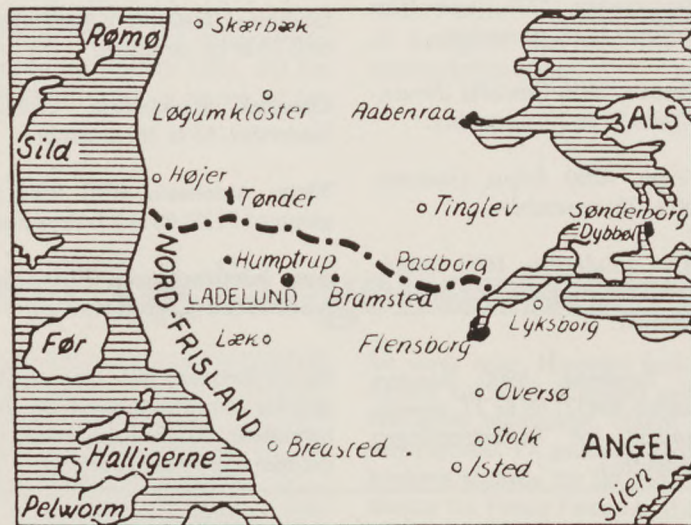 Rømø
Skærbæk
Løgumkloster
Aabenraa
ALS
Sild
Højer
Tønder
Tinglev
Sønderborg
Dybbøl
NORD-FRISLAND
Humptrup
Padborg
LADELUND
Bramsted
Lyksborg
Før
Læk
Flensborg
Oversø
Breasted
Stolk
ANGEL
Halligerne
Isted
Slien
Pelworm